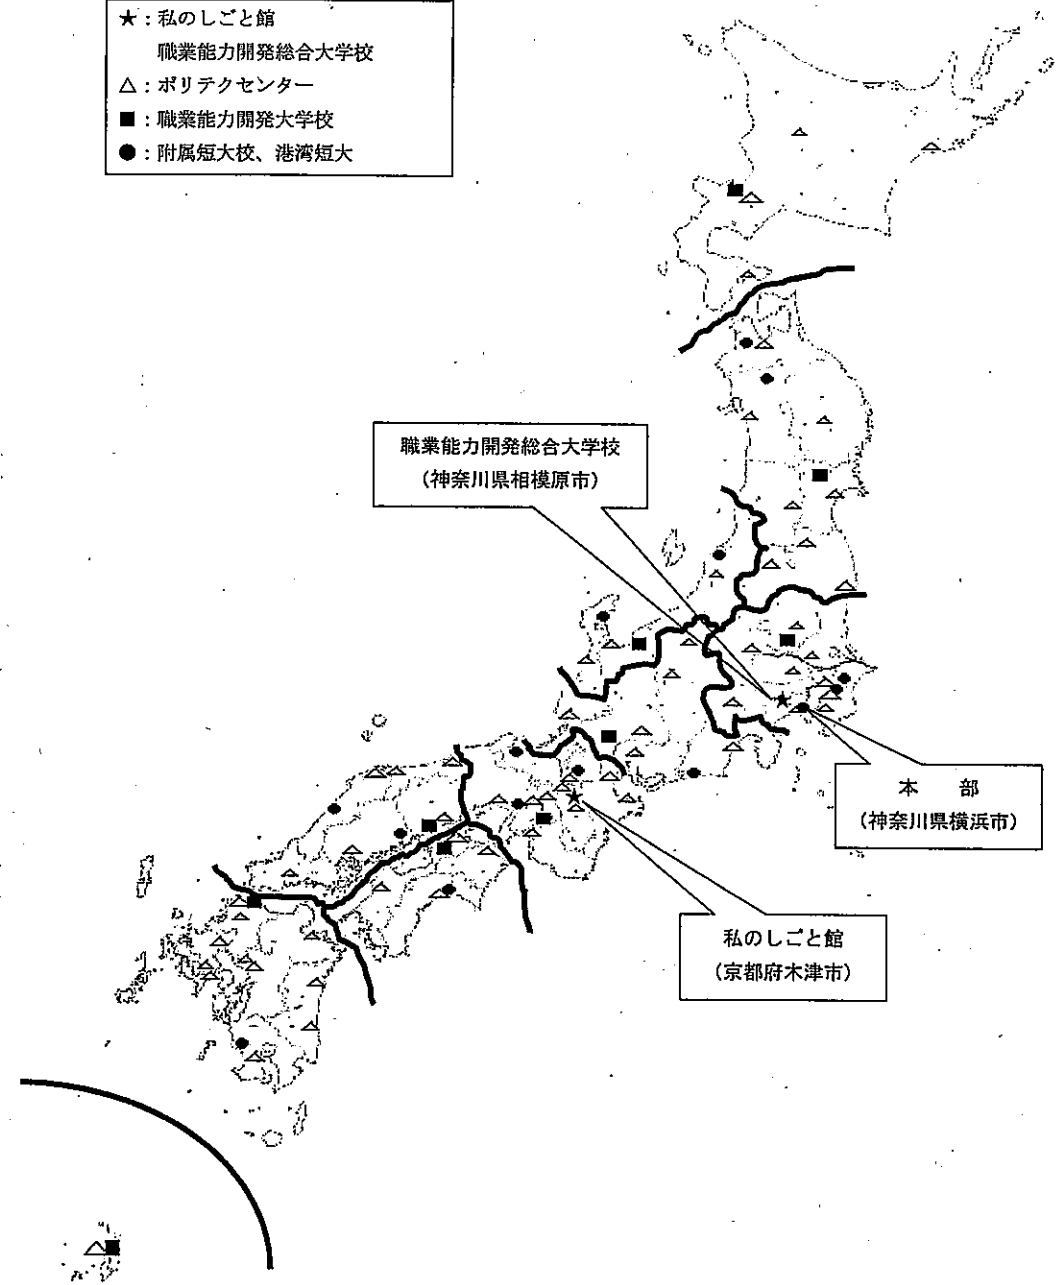 ★：私のしごと館
職業能力開発総合大学校
△：ポリテクセンター
■：職業能力開発大学校
●：附属短大校、港湾短大
職業能力開発総合大学校
（神奈川県相模原市）
本　部
（神奈川県横浜市）
私のしごと館
（京都府木津市）